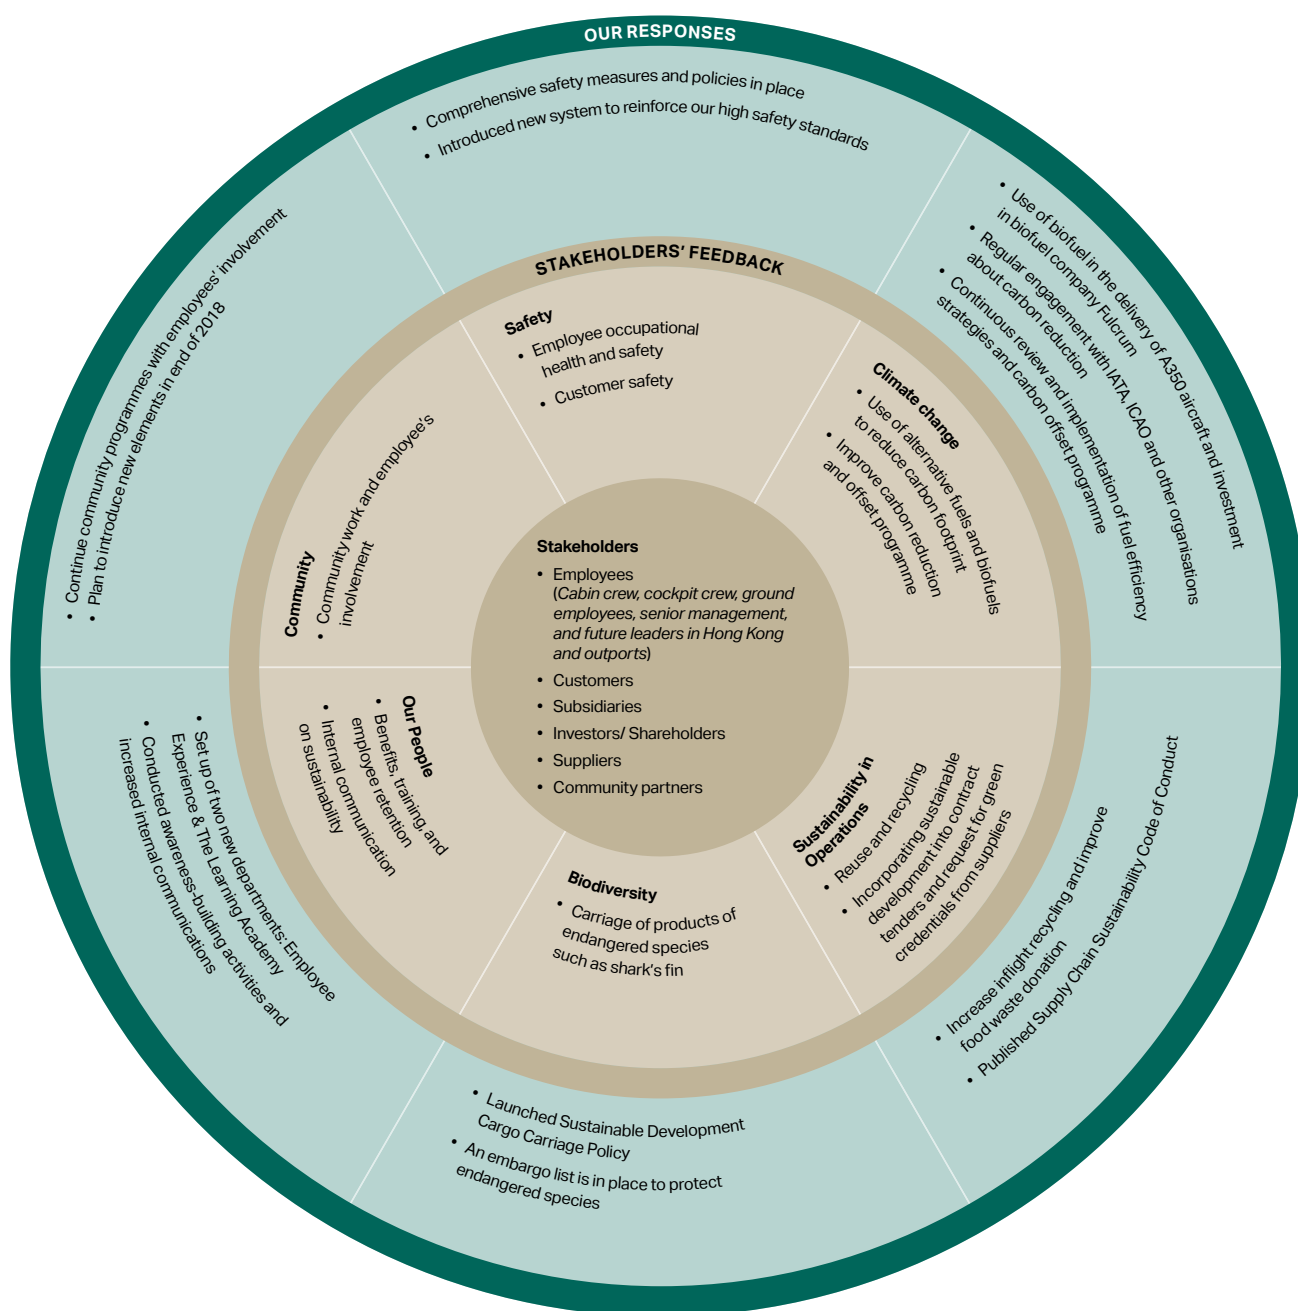 OUR RESPONSES
• Comprehensive safety measures and policies in place
• Introduced new system to reinforce our high safety standards
• Use of biofuel in the delivery of A350 aircraft and investment
in biofuel company Fulcrum
• Regular engagement with IATA, ICAO and other organisations
about carbon reduction
• Continuous review and implementation of fuel efficiency
strategies and carbon offset programme
• Increase inflight recycling and improve
food waste donation
• Published Supply Chain Sustainability Code of Conduct
• Launched Sustainable Development
Cargo Carriage Policy
• An embargo list is in place to protect
endangered species
• Set up of two new departments: Employee
Experience & The Learning Academy
• Conducted awareness-building activities and
increased internal communications
• Continue community programmes with employees' involvement
• Plan to introduce new elements in end of 2018
STAKEHOLDERS' FEEDBACK
Safety
• Employee occupational
health and safety
• Customer safety
Climate change
• Use of alternative fuels and biofuels
to reduce carbon footprint
• Improve carbon reduction
and offset programme
Sustainability in
Operations
• Reuse and recycling
• Incorporating sustainable
development into contract
tenders and request for green
credentials from suppliers
Biodiversity
• Carriage of products of
endangered species
such as shark's fin
Our People
• Benefits, training, and
employee retention
• Internal communication
on sustainability
Community
• Community work and employee's
involvement
Stakeholders
• Employees
(Cabin crew, cockpit crew, ground
employees, senior management,
and future leaders in Hong Kong
and outports)
• Customers
• Subsidiaries
• Investors/ Shareholders
• Suppliers
• Community partners